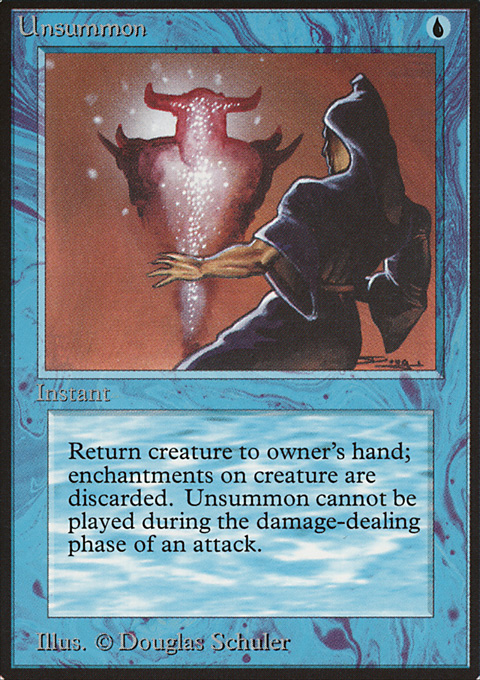 Unsummon
Instant
Return creature to owner's hand;
enchantments on creature are
discarded. Unsummon cannot be
played during the damage-dealing
phase of an attack.
Illus. © Douglas Schuler